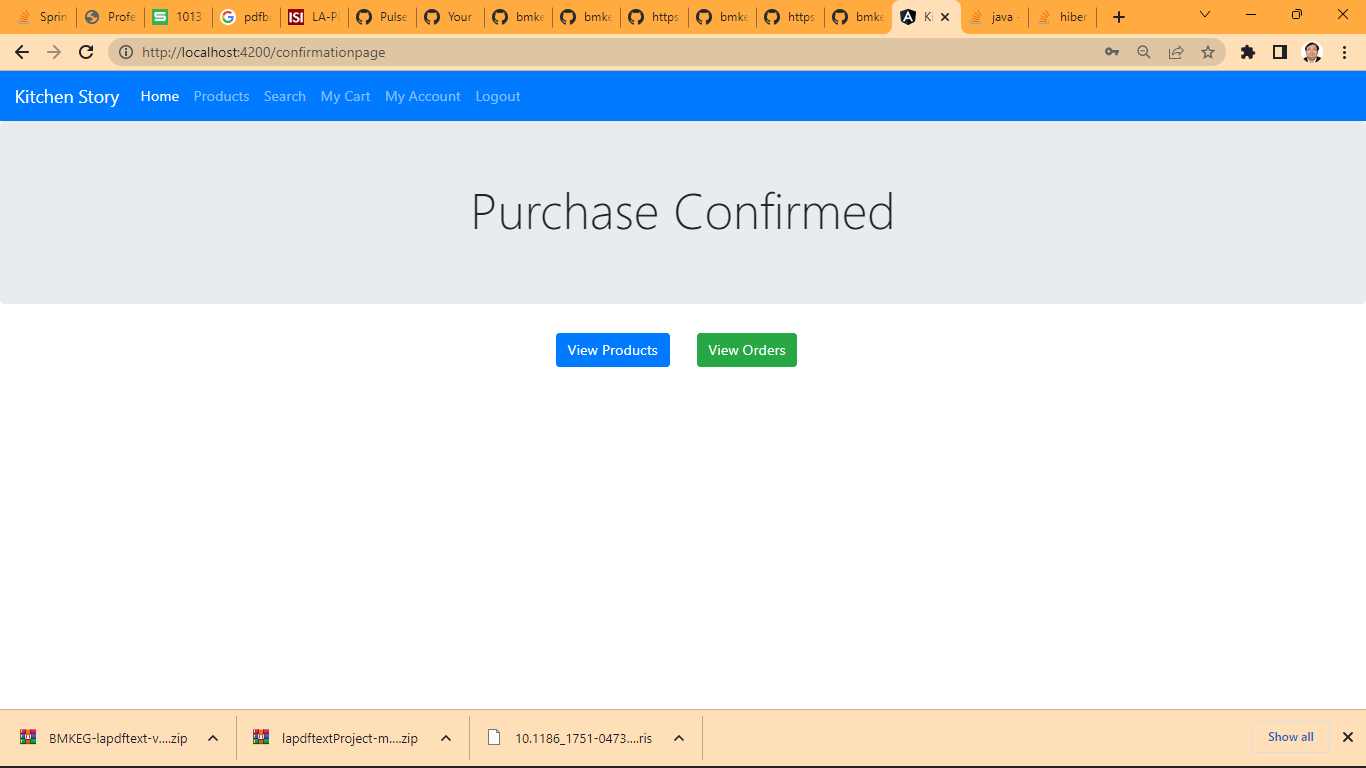 Sprin Profe 1013 pdfbo LA-P Pulse Your bmke bmke https bmke https bmke Ki java - hiber
http://localhost:4200/confirmationpage
Kitchen Story Home Products Search My Cart My Account Logout
Purchase Confirmed
View Products View Orders
BMKEG-lapdftext-v....zip lapdftextProject-m....zip 10.1186_1751-0473....ris Show all